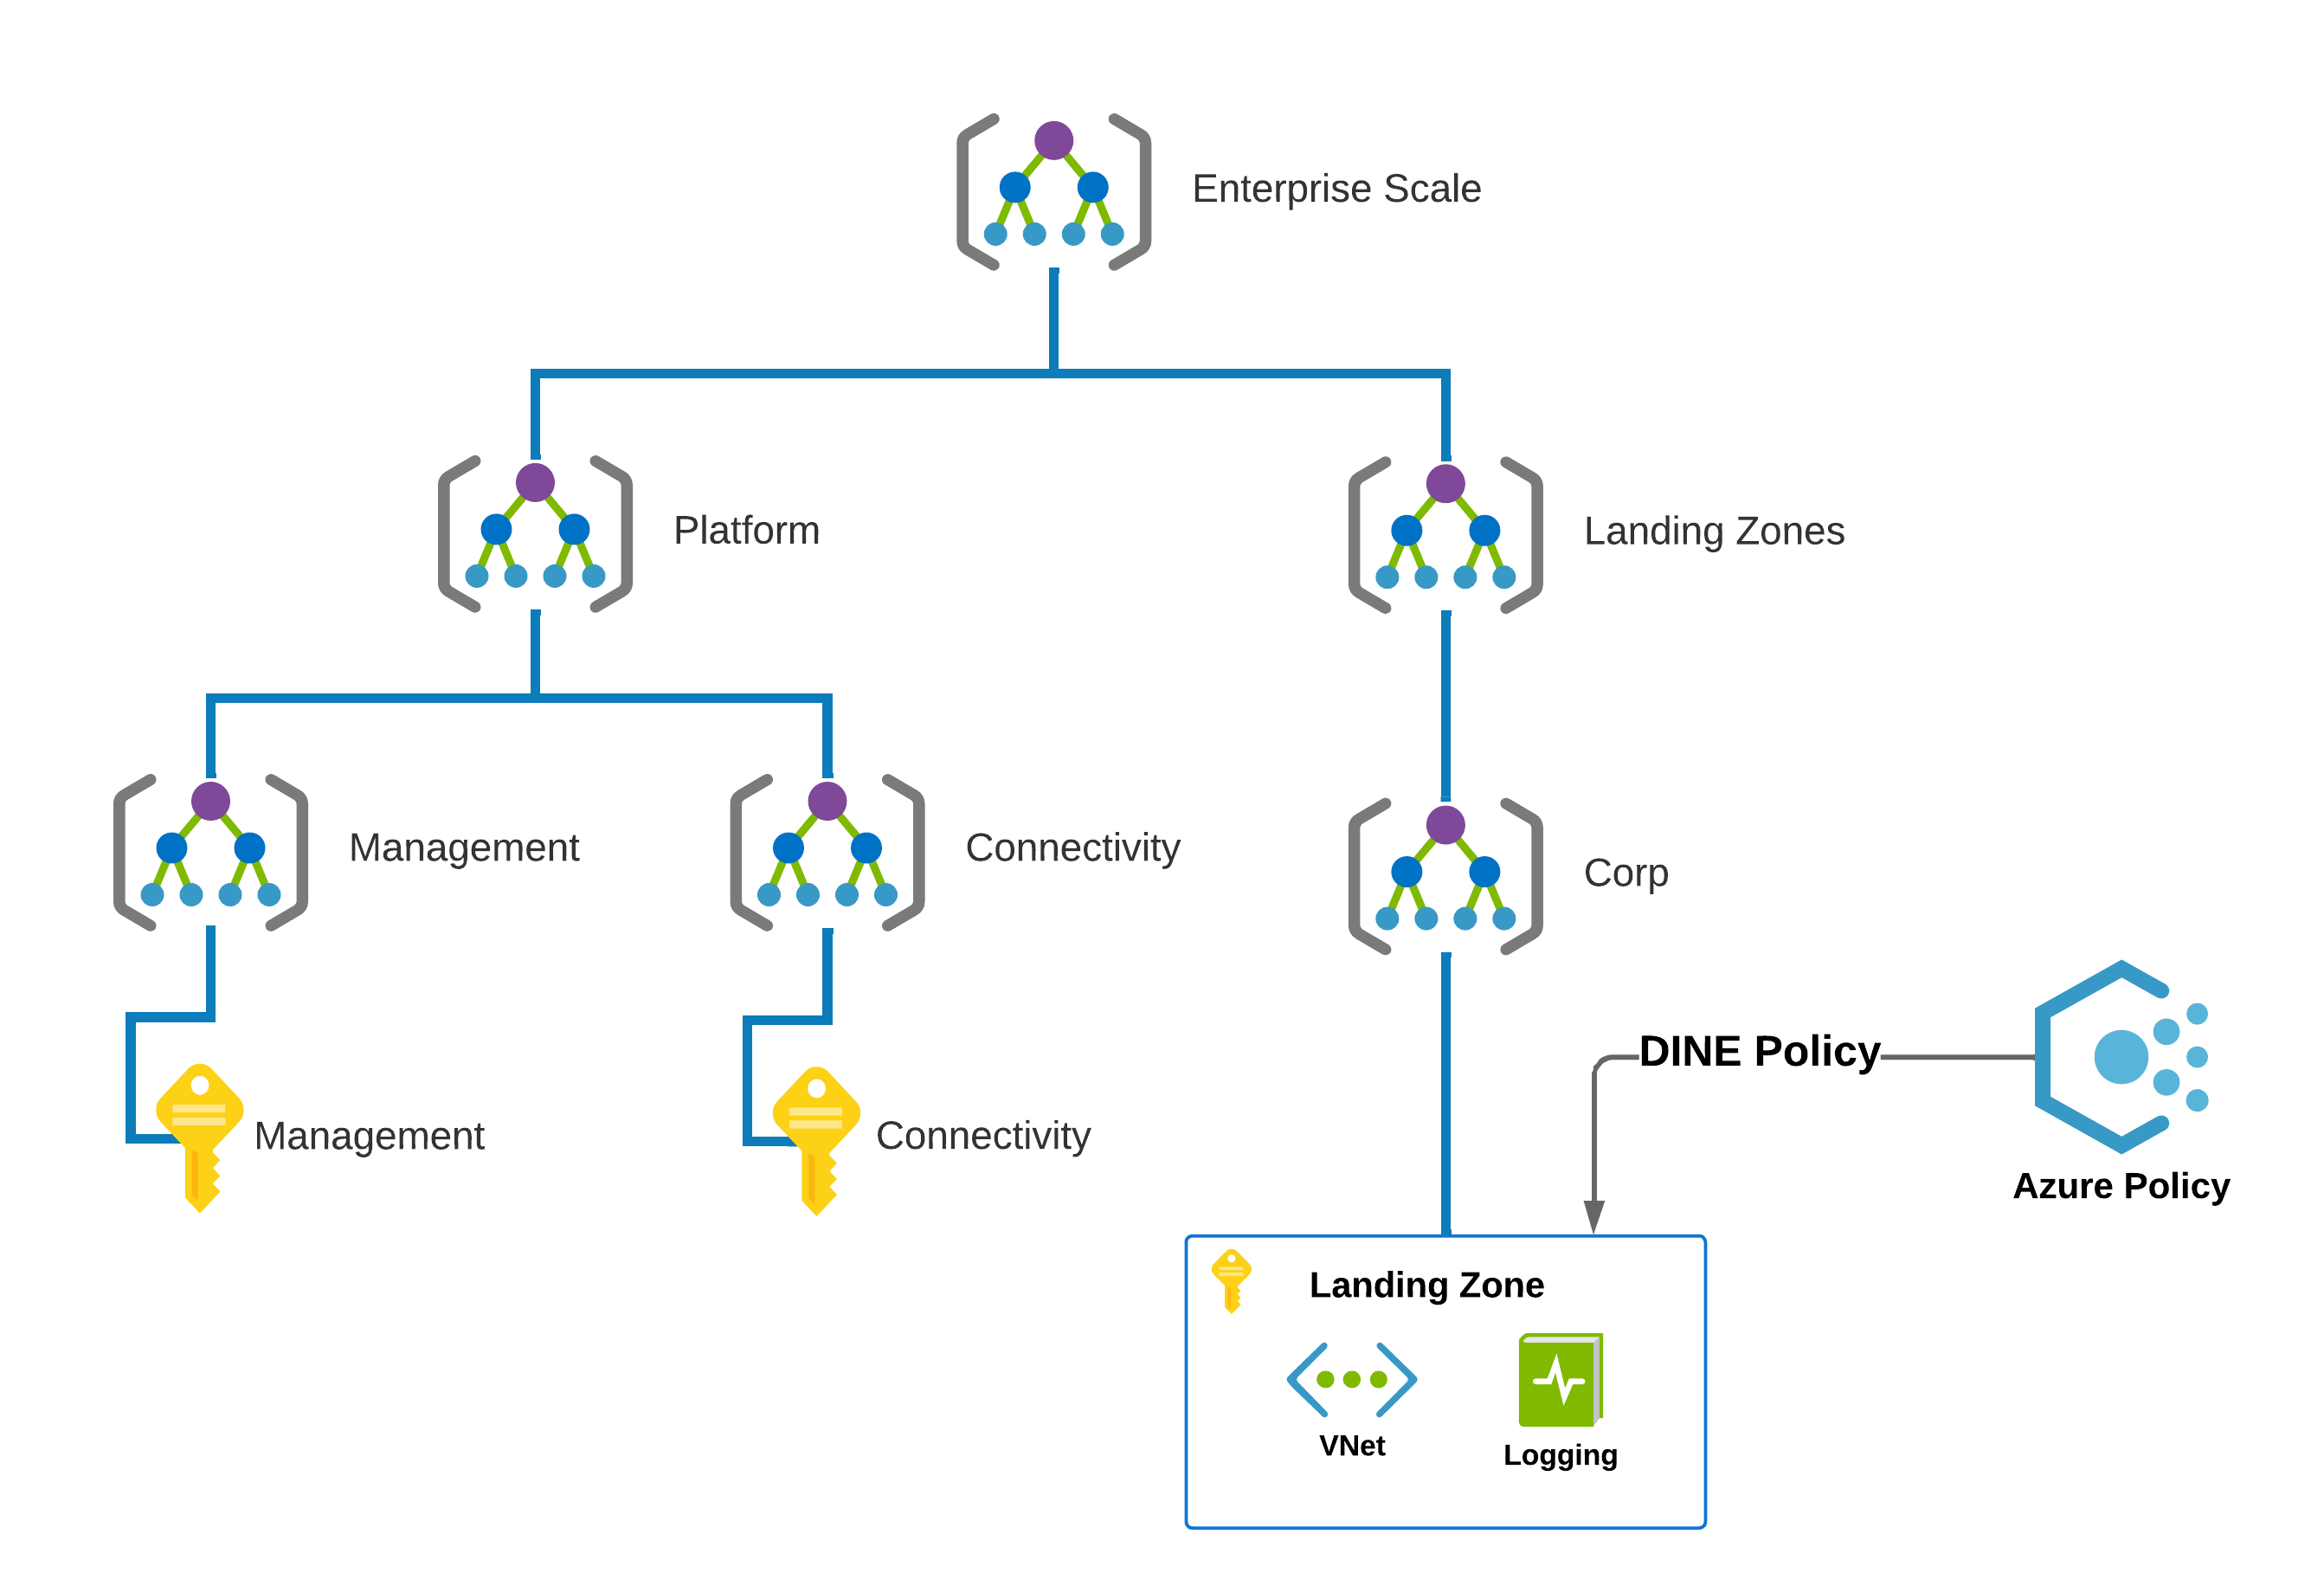 Enterprise Scale
Platform
Landing Zones
Management
Connectivity
Corp
DINE Policy
Management
Connectivity
Azure Policy
Landing Zone
VNet
Logging